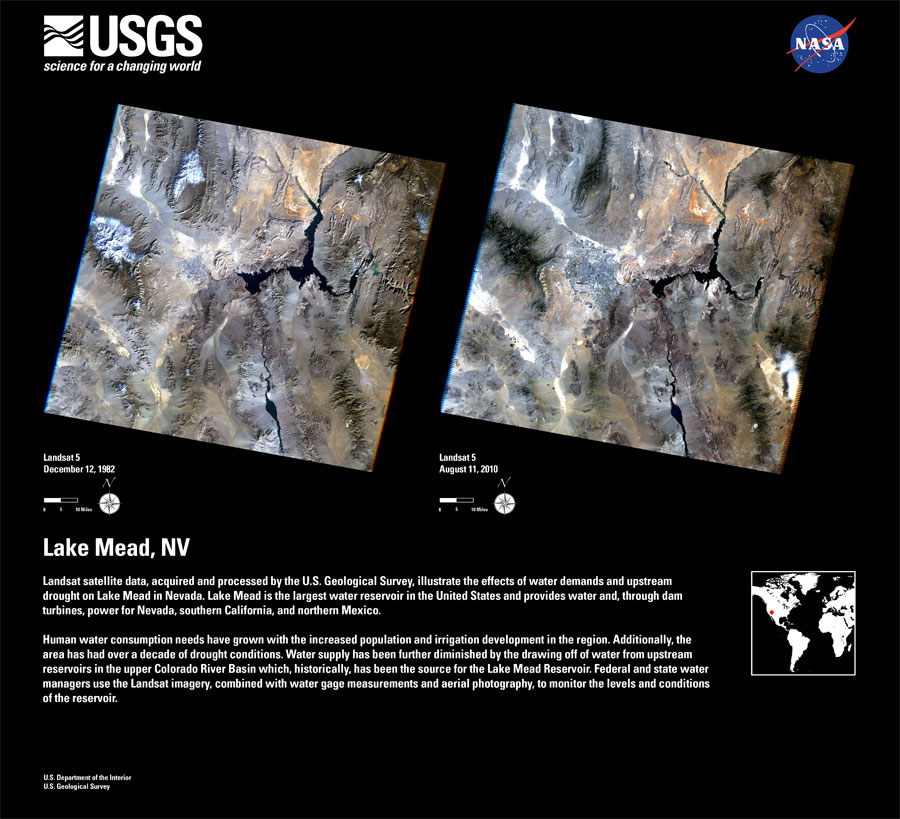 USGS
science for a changing world
NASA
Landsat 5
December 12, 1982
N
0 5 10 Miles
Landsat 5
August 11, 2010
N
0 5 10 Miles
Lake Mead, NV
Landsat satellite data, acquired and processed by the U.S. Geological Survey, illustrate the effects of water demands and upstream
drought on Lake Mead in Nevada. Lake Mead is the largest water reservoir in the United States and provides water and, through dam
turbines, power for Nevada, southern California, and northern Mexico.
Human water consumption needs have grown with the increased population and irrigation development in the region. Additionally, the
area has had over a decade of drought conditions. Water supply has been further diminished by the drawing off of water from upstream
reservoirs in the upper Colorado River Basin which, historically, has been the source for the Lake Mead Reservoir. Federal and state water
managers use the Landsat imagery, combined with water gage measurements and aerial photography, to monitor the levels and conditions
of the reservoir.
U.S. Department of the Interior
U.S. Geological Survey